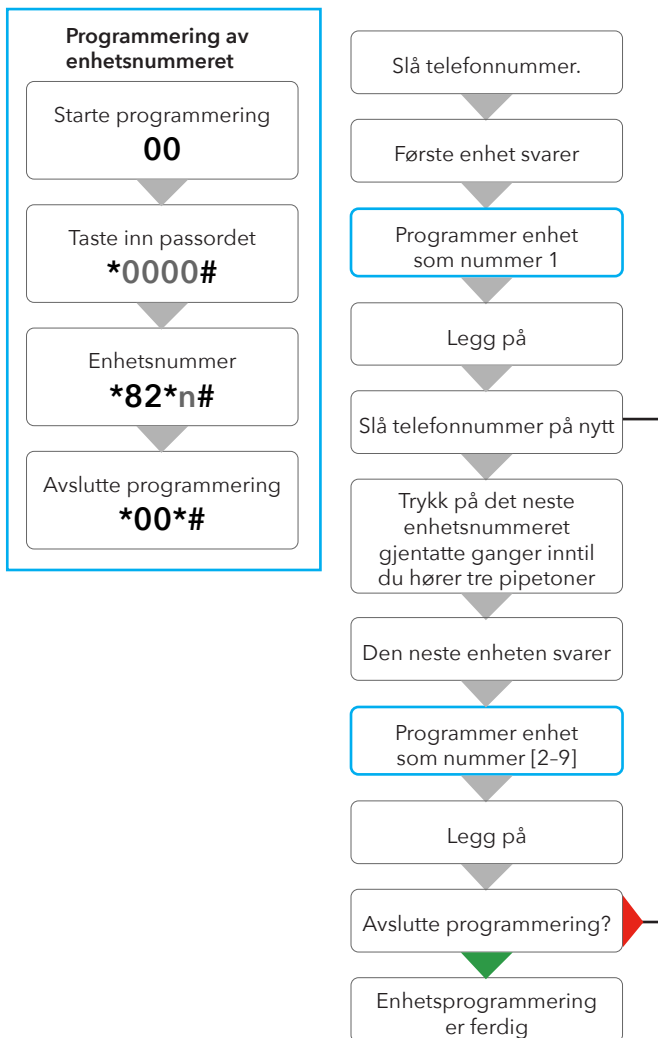 Programmering av
enhetsnummeret
Starte programmering
00
Taste inn passordet
*0000#
Enhetsnummer
*82*n#
Avslutte programmering
*00*#
Slå telefonnummer.
Første enhet svarer
Programmer enhet
som nummer 1
Legg på
Slå telefonnummer på nytt
Trykk på det neste
enhetsnummeret
gjentatte ganger inntil
du hører tre pipetoner
Den neste enheten svarer
Programmer enhet
som nummer [2–9]
Legg på
Avslutte programmering?
Enhetsprogrammering
er ferdig